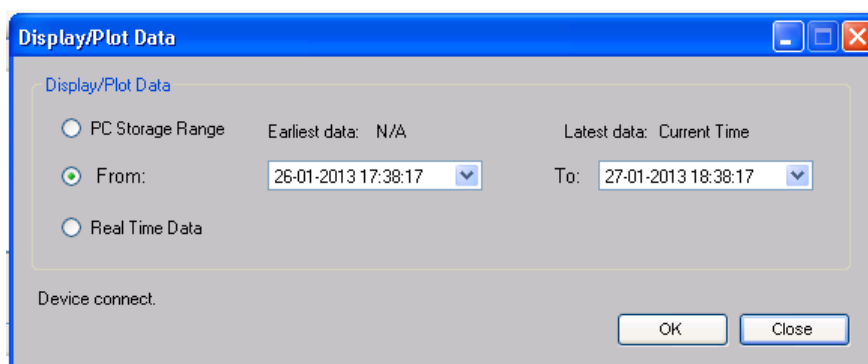 Display/Plot Data
Display/Plot Data
PC Storage Range Earliest data: N/A Latest data: Current Time
From: 26-01-2013 17:38:17 To: 27-01-2013 18:38:17
Real Time Data
Device connect.
OK Close